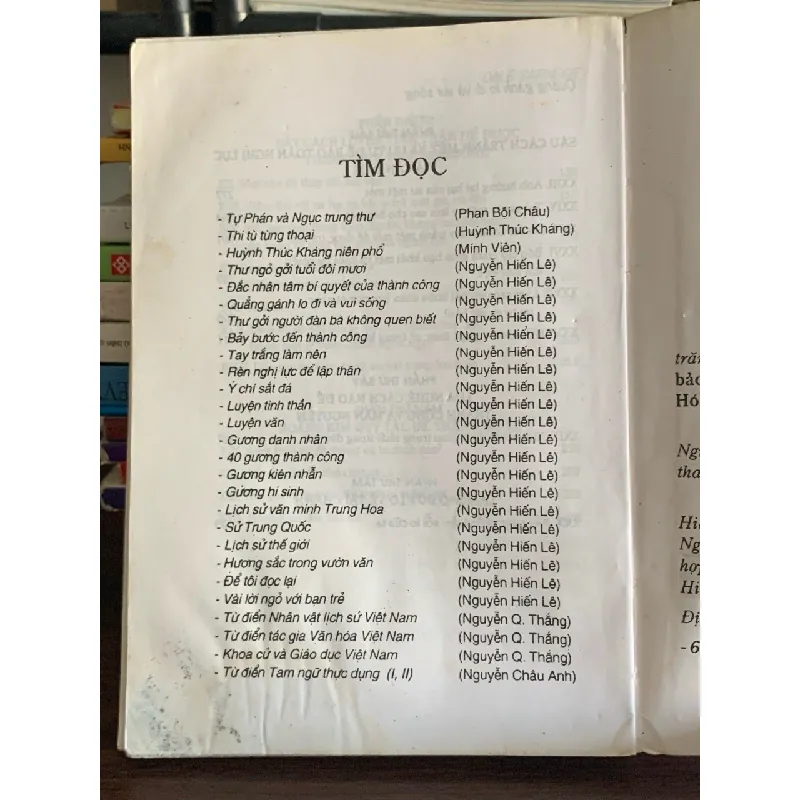 TÌM ĐỌC
- Tự Phán và Ngục trung thư (Phan Bội Châu)
- Thi tù tùng thoại (Huỳnh Thúc Kháng)
- Huỳnh Thúc Kháng niên phổ (Minh Viên)
- Thư ngỏ gởi tuổi đôi mươi (Nguyễn Hiến Lê)
- Đắc nhân tâm bí quyết của thành công (Nguyễn Hiến Lê)
- Quẳng gánh lo đi và vui sống (Nguyễn Hiến Lê)
- Thư gởi người đàn bà không quen biết (Nguyễn Hiến Lê)
- Bảy bước đến thành công (Nguyễn Hiến Lê)
- Tay trắng làm nên (Nguyễn Hiến Lê)
- Rèn nghị lực để lập thân (Nguyễn Hiến Lê)
- Ý chí sắt đá (Nguyễn Hiến Lê)
- Luyện tinh thần (Nguyễn Hiến Lê)
- Luyện văn (Nguyễn Hiến Lê)
- Gương danh nhân (Nguyễn Hiến Lê)
- 40 gương thành công (Nguyễn Hiến Lê)
- Gương kiên nhẫn (Nguyễn Hiến Lê)
- Gương hi sinh (Nguyễn Hiến Lê)
- Lịch sử văn minh Trung Hoa (Nguyễn Hiến Lê)
- Sử Trung Quốc (Nguyễn Hiến Lê)
- Lịch sử thế giới (Nguyễn Hiến Lê)
- Hương sắc trong vườn văn (Nguyễn Hiến Lê)
- Để tôi đọc lại (Nguyễn Hiến Lê)
- Vài lời ngỏ với bạn trẻ (Nguyễn Hiến Lê)
- Từ điển Nhân vật lịch sử Việt Nam (Nguyễn Q. Thắng)
- Từ điển tác gia Văn hóa Việt Nam (Nguyễn Q. Thắng)
- Khoa cử và Giáo dục Việt Nam (Nguyễn Q. Thắng)
- Từ điển Tam ngữ thực dụng (I, II) (Nguyễn Châu Anh)